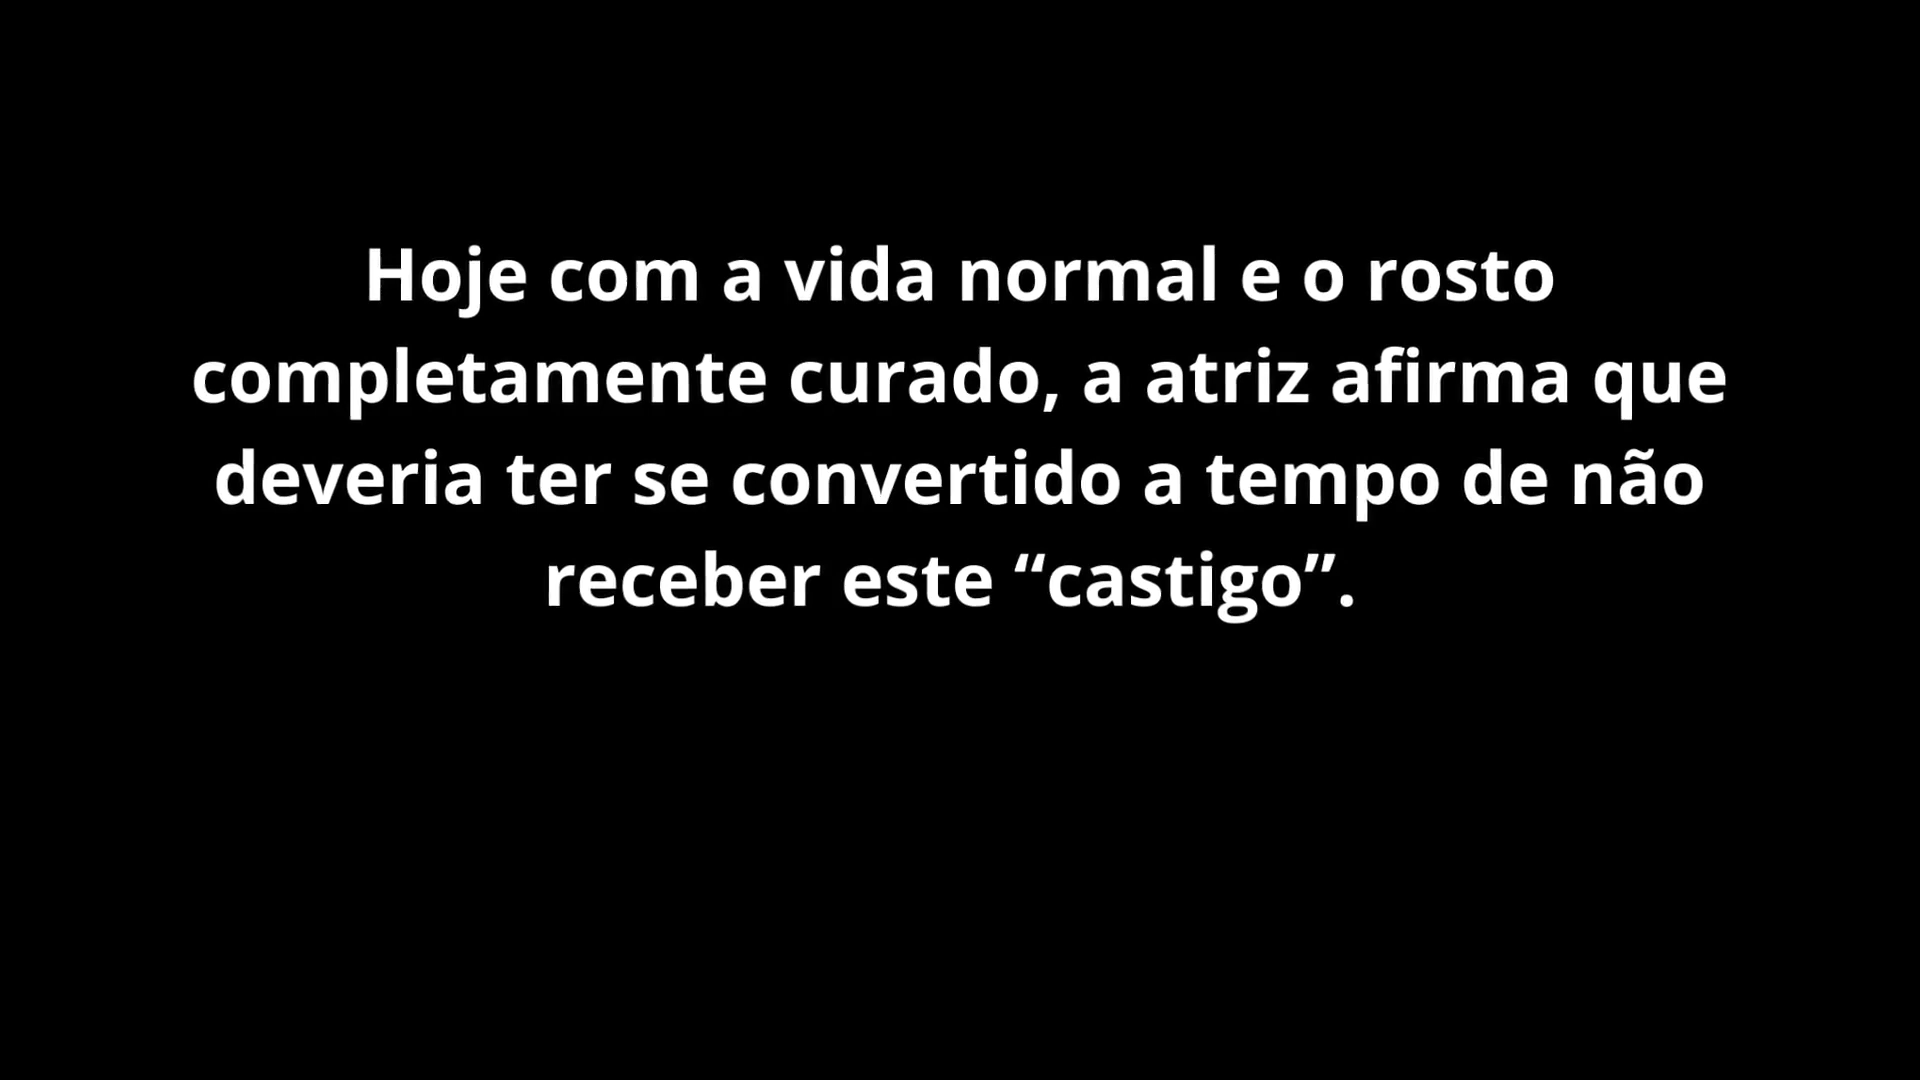 Hoje com a vida normal e o rosto
completamente curado, a atriz afirma que
deveria ter se convertido a tempo de não
receber este “castigo”.